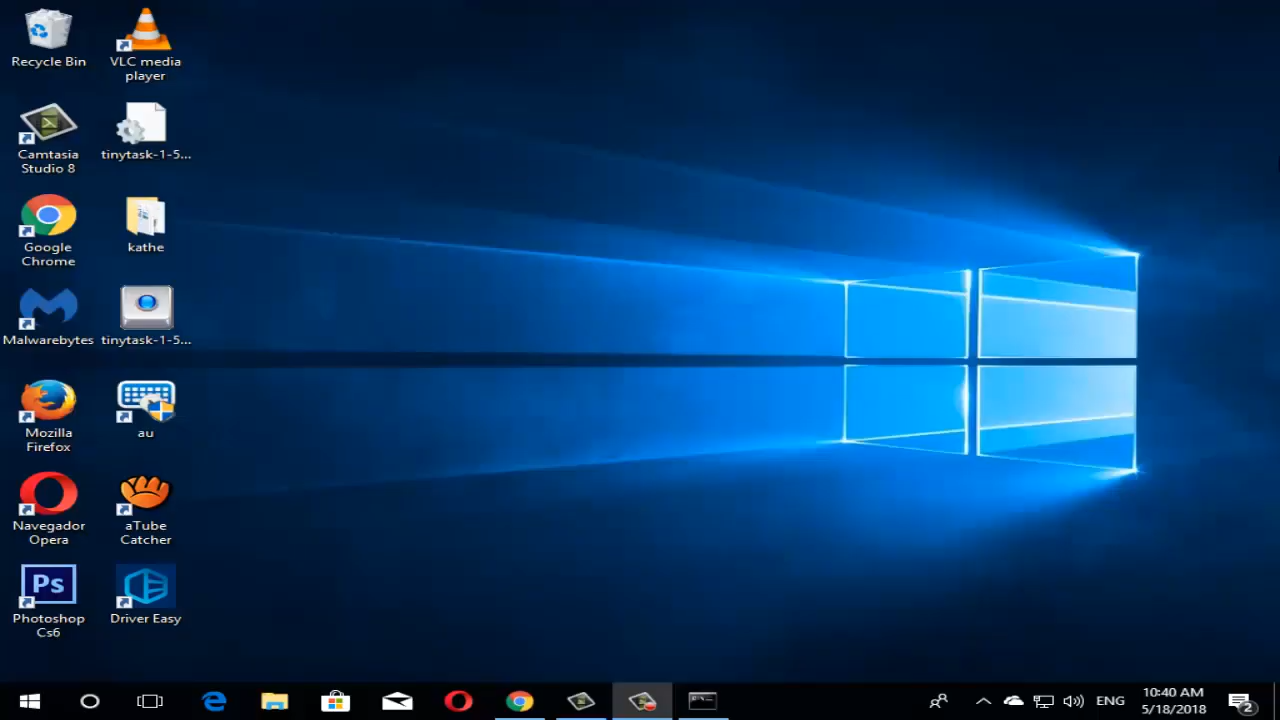 Recycle Bin
VLC media
player
Camtasia
Studio 8
tinytask-1-5...
Google
Chrome
kathe
Malwarebytes
tinytask-1-5...
Mozilla
Firefox
au
Navegador
Opera
aTube
Catcher
Ps
Photoshop
Cs6
Driver Easy
ENG
10:40 AM
5/18/2018
2